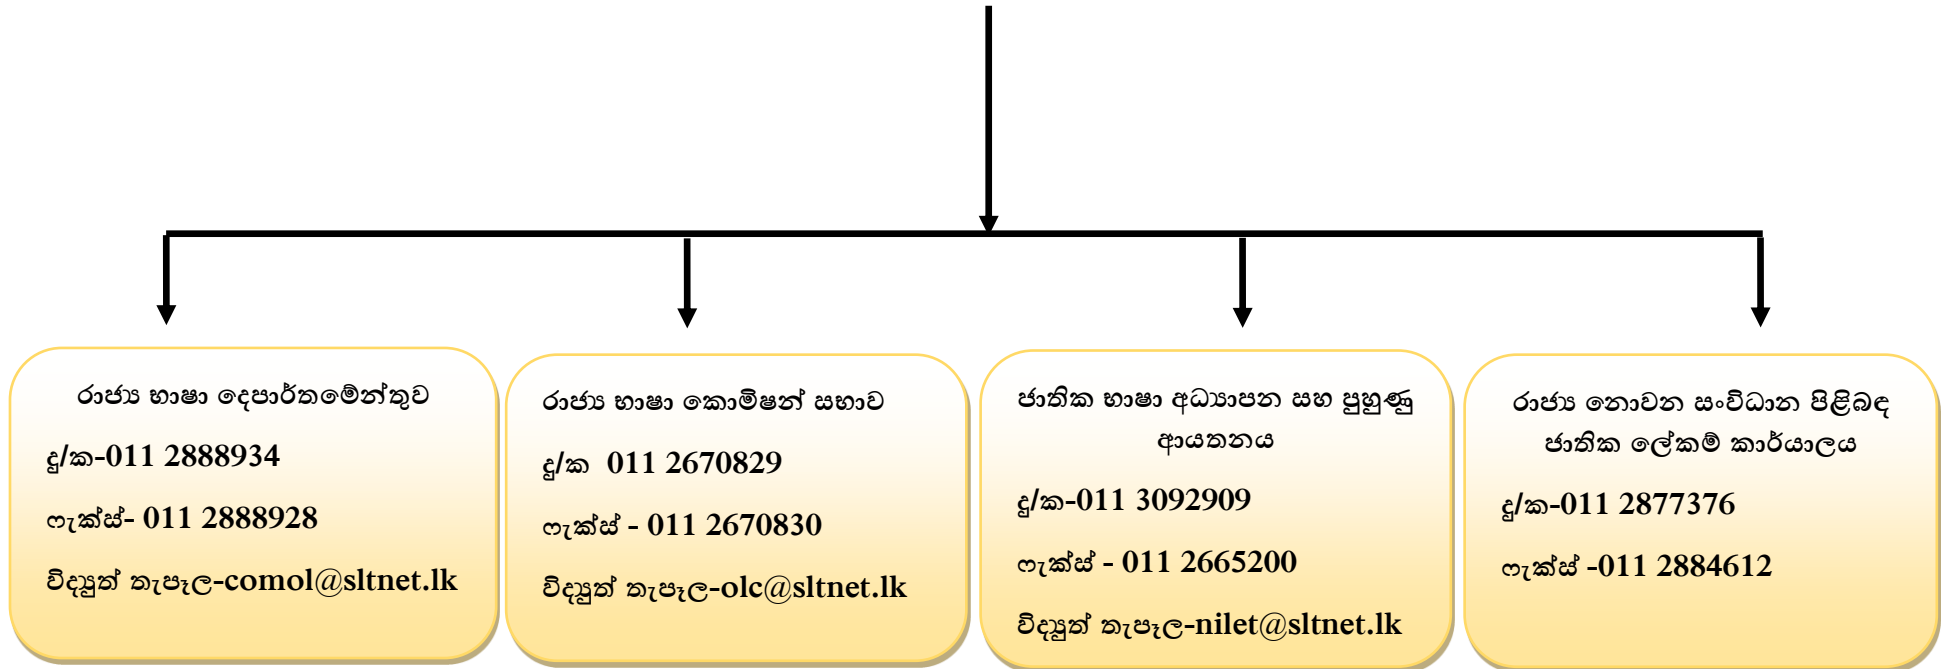 රාජ්‍ය භාෂා දෙපාර්තමේන්තුව
දු/ක-011 2888934
ෆැක්ස්- 011 2888928
විද්‍යුත් තැපෑල-comol@sltnet.lk
රාජ්‍ය භාෂා කොමිෂන් සභාව
දු/ක 011 2670829
ෆැක්ස් - 011 2670830
විද්‍යුත් තැපෑල-olc@sltnet.lk
ජාතික භාෂා අධ්‍යාපන සහ පුහුණු
ආයතනය
දු/ක-011 3092909
ෆැක්ස් - 011 2665200
විද්‍යුත් තැපෑල-nilet@sltnet.lk
රාජ්‍ය නොවන සංවිධාන පිළිබඳ
ජාතික ලේකම් කාර්යාලය
දු/ක-011 2877376
ෆැක්ස් -011 2884612